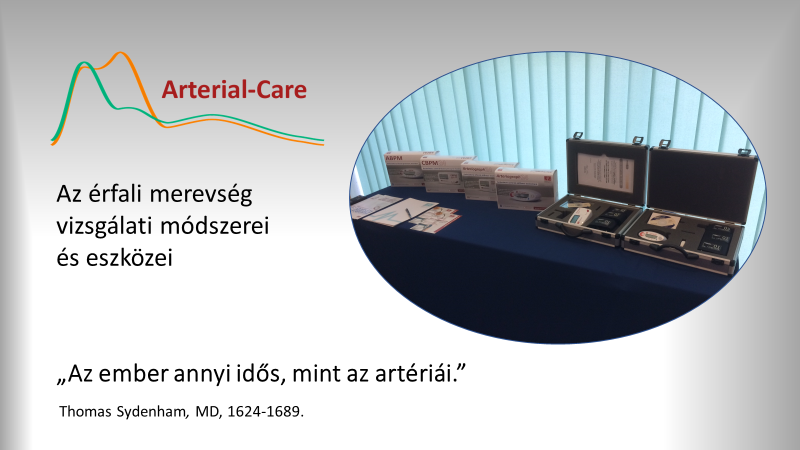 Arterial-Care
Az érfali merevség
vizsgálati módszerei
és eszközei
ABPM
CBPM
„Az ember annyi idős, mint az artériái.”
Thomas Sydenham, MD, 1624-1689.